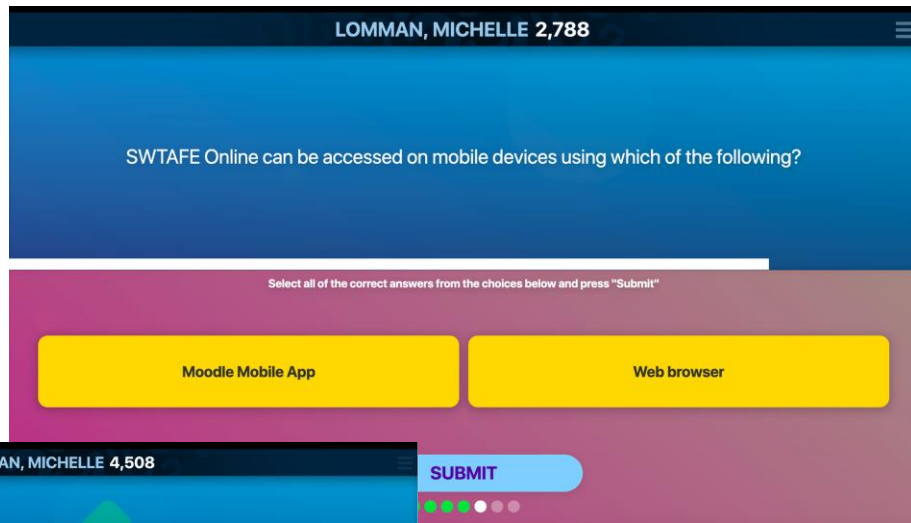 LOMMAN, MICHELLE 2,788
SWTAFE Online can be accessed on mobile devices using which of the following?
Select all of the correct answers from the choices below and press "Submit"
Moodle Mobile App
Web browser
AN, MICHELLE 4,508
SUBMIT